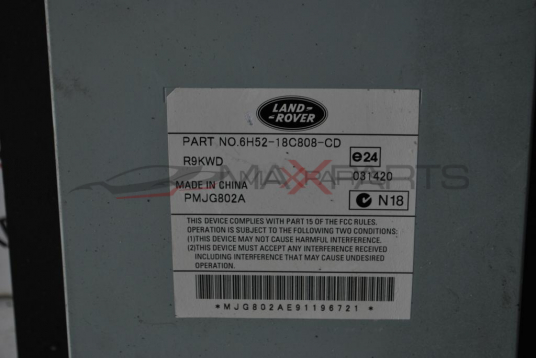 LAND-
ROVER
PART NO.6H52-18C808-CD
R9KWD
e24
031420
MAXXPARTS
MADE IN CHINA
PMJG802A
N18
THIS DEVICE COMPLIES WITH PART 15 OF THE FCC RULES.
OPERATION IS SUBJECT TO THE FOLLOWING TWO CONDITIONS:
(1)THIS DEVICE MAY NOT CAUSE HARMFUL INTERFERENCE.
(2)THIS DEVICE MUST ACCEPT ANY INTERFERENCE RECEIVED
INCLUDING INTERFERENCE THAT MAY CAUSE UNDESIRED
OPERATION.
*MJG802AE91196721*